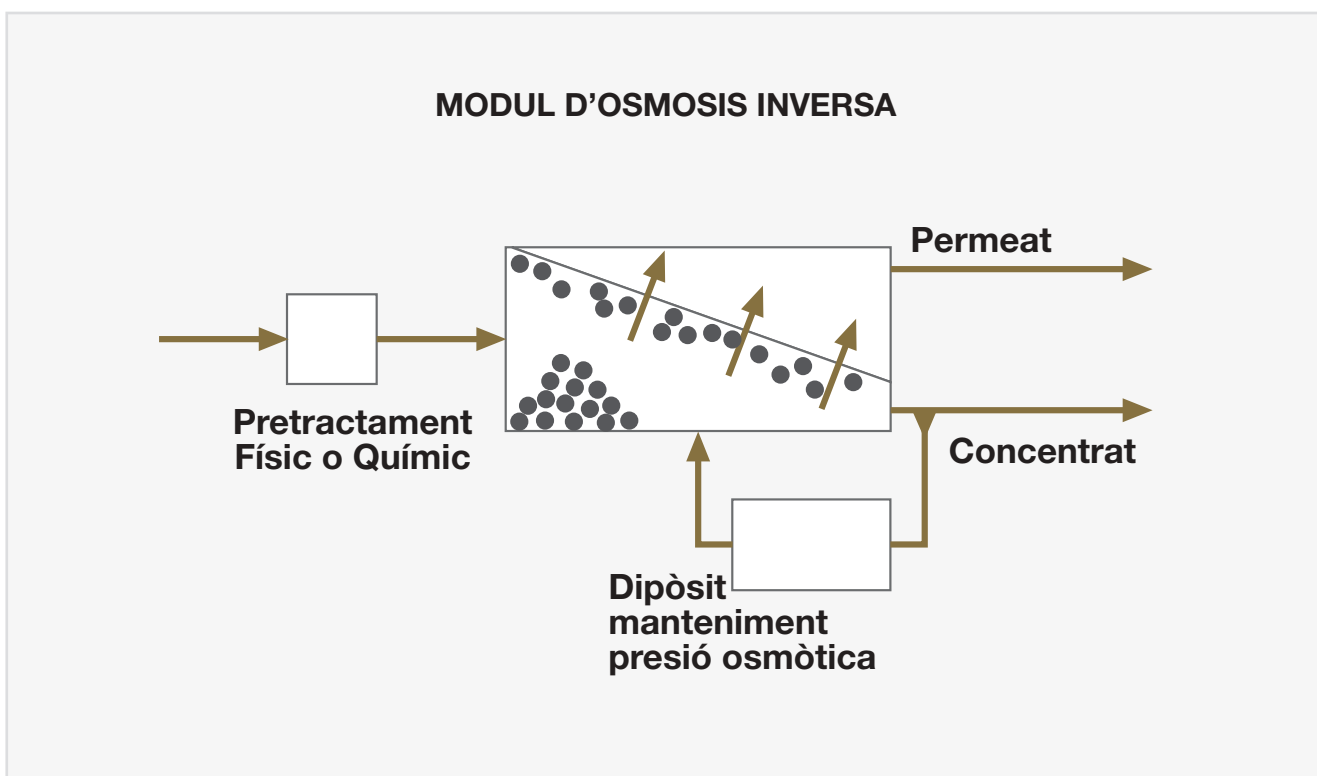 MODUL D’OSMOSIS INVERSA
Permeat
Pretractament
Físic o Químic
Concentrat
Dipòsit
manteniment
presió osmòtica